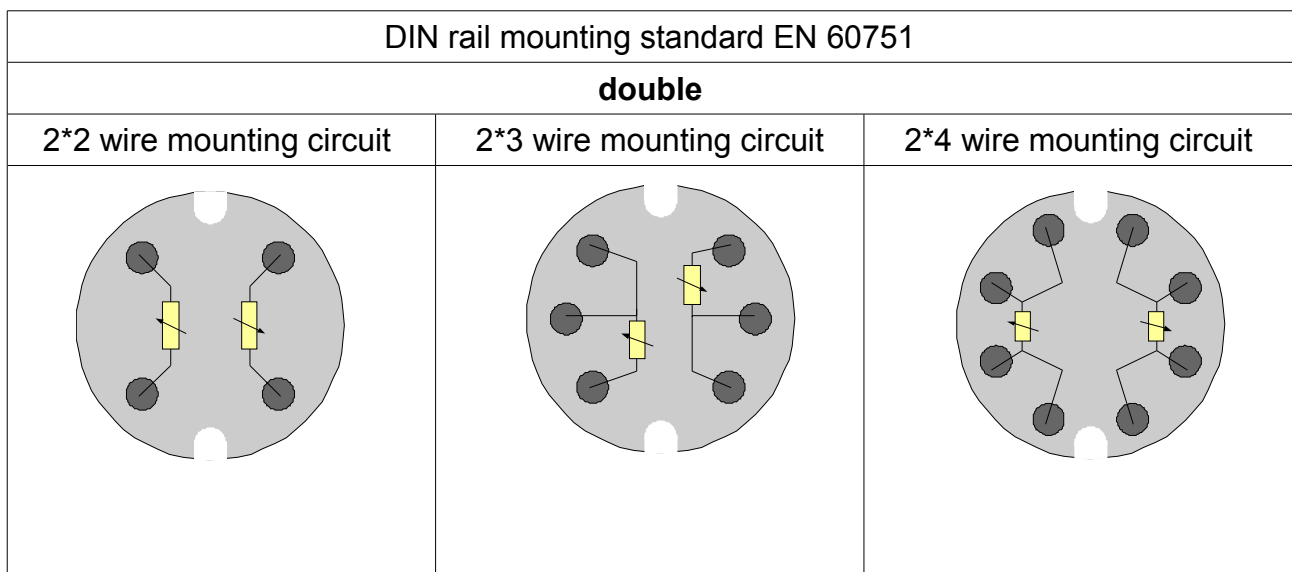 DIN rail mounting standard EN 60751
double
2*2 wire mounting circuit
2*3 wire mounting circuit
2*4 wire mounting circuit